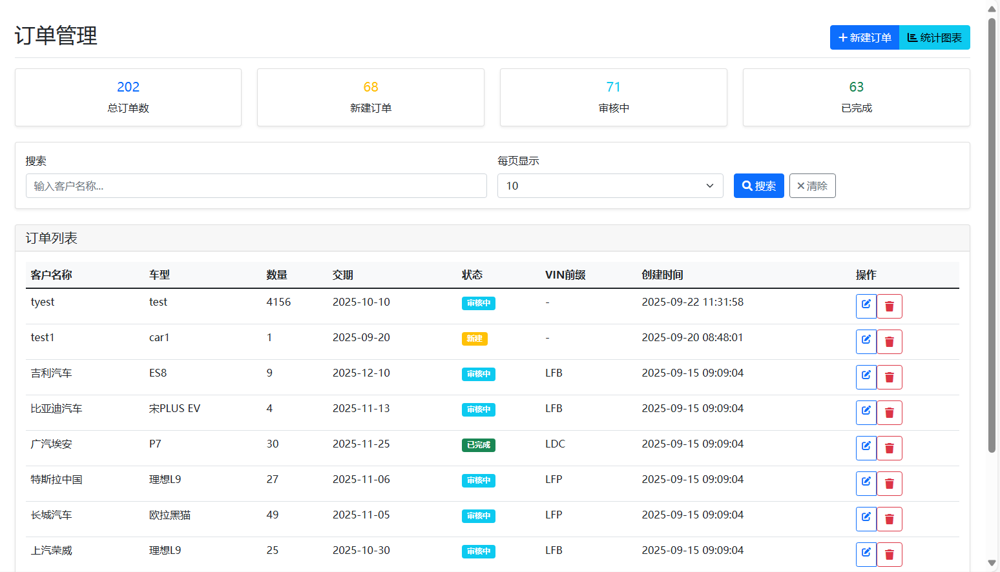 订单管理
新建订单 统计图表
202 68 71 63
总订单数 新建订单 审核中 已完成
搜索 每页显示
输入客户名称... 10 搜索 清除
订单列表
客户名称 车型 数量 交期 状态 VIN前缀 创建时间 操作
tyest test 4156 2025-10-10 审核中 - 2025-09-22 11:31:58
test1 car1 1 2025-09-20 新建 - 2025-09-20 08:48:01
吉利汽车 ES8 9 2025-12-10 审核中 LFB 2025-09-15 09:09:04
比亚迪汽车 宋PLUS EV 4 2025-11-13 审核中 LFB 2025-09-15 09:09:04
广汽埃安 P7 30 2025-11-25 已完成 LDC 2025-09-15 09:09:04
特斯拉中国 理想L9 27 2025-11-06 审核中 LFP 2025-09-15 09:09:04
长城汽车 欧拉黑猫 49 2025-11-05 审核中 LFP 2025-09-15 09:09:04
上汽荣威 理想L9 25 2025-10-30 审核中 LFB 2025-09-15 09:09:04